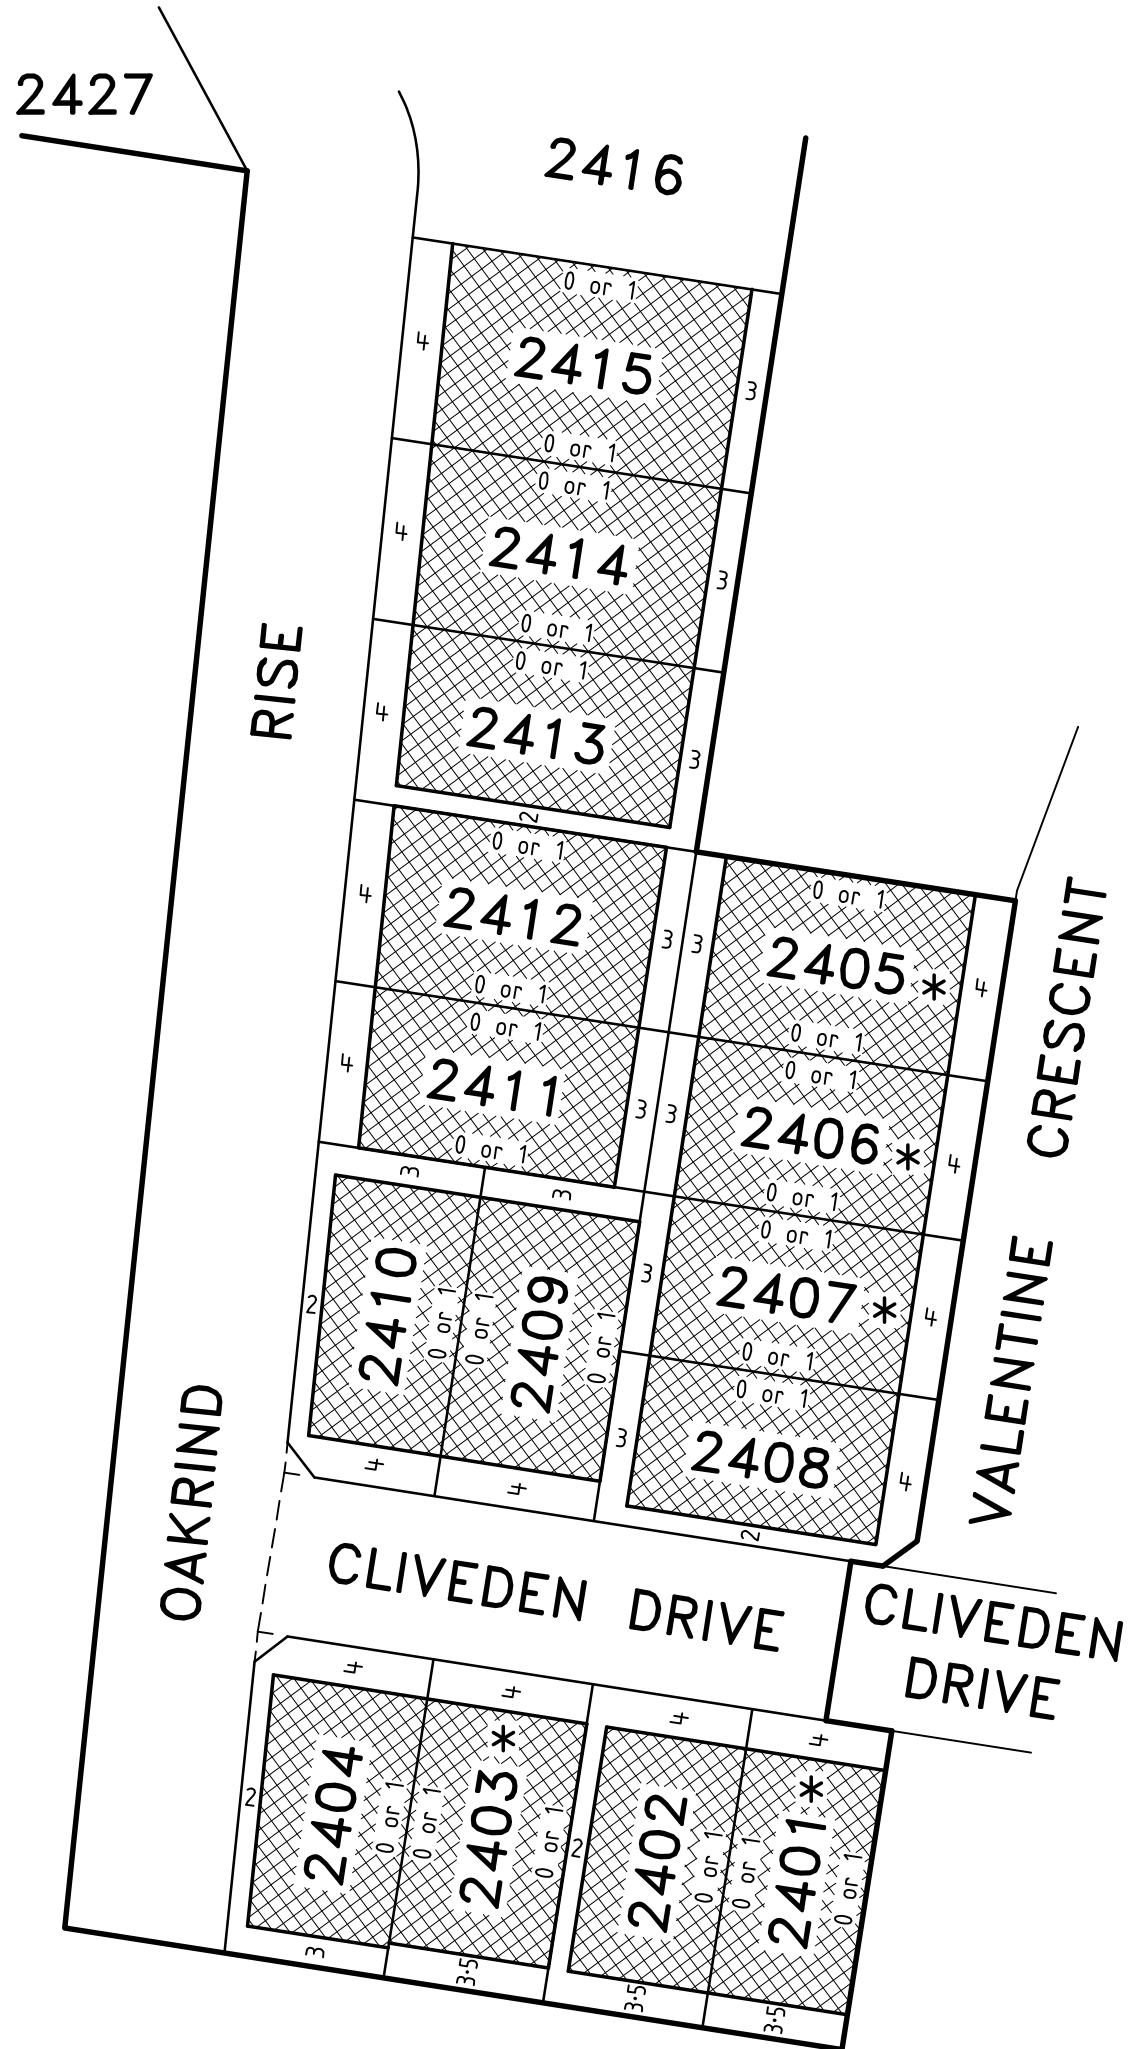 2427
2416
0 or 1
4
2415
3
0 or 1
0 or 1
4
2414
3
0 or 1
0 or 1
RISE
4
2413
3
2
0 or 1
4
2412
3
0 or 1
0 or 1
4
2411
3
0 or 1
0 or 1
3
2405*
4
0 or 1
0 or 1
3
2406*
4
0 or 1
0 or 1
3
2407*
4
0 or 1
0 or 1
3
2408
4
2
VALENTINE CRESCENT
3
3
2
2410
0 or 1
0 or 1
2409
0 or 1
4
4
OAKRIND
T
CLIVEDEN DRIVE
CLIVEDEN
DRIVE
T
4
4
4
4
2
2404
0 or 1
0 or 1
2403*
0 or 1
2
2402
0 or 1
0 or 1
2401*
0 or 1
3
3·5
3·5
3·5